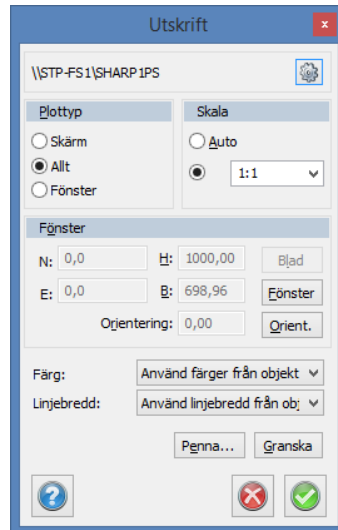 Utskrift
x
\\STP-FS1\SHARP1PS
Plottyp
Skärm
Allt
Fönster
Skala
Auto
1:1
Fönster
N: 0,0 H: 1000,00 Blad
E: 0,0 B: 698,96 Fönster
Orientering: 0,00 Orient.
Färg: Använd färger från objekt
Linjebredd: Använd linjebredd från obj
Penna... Granska
?